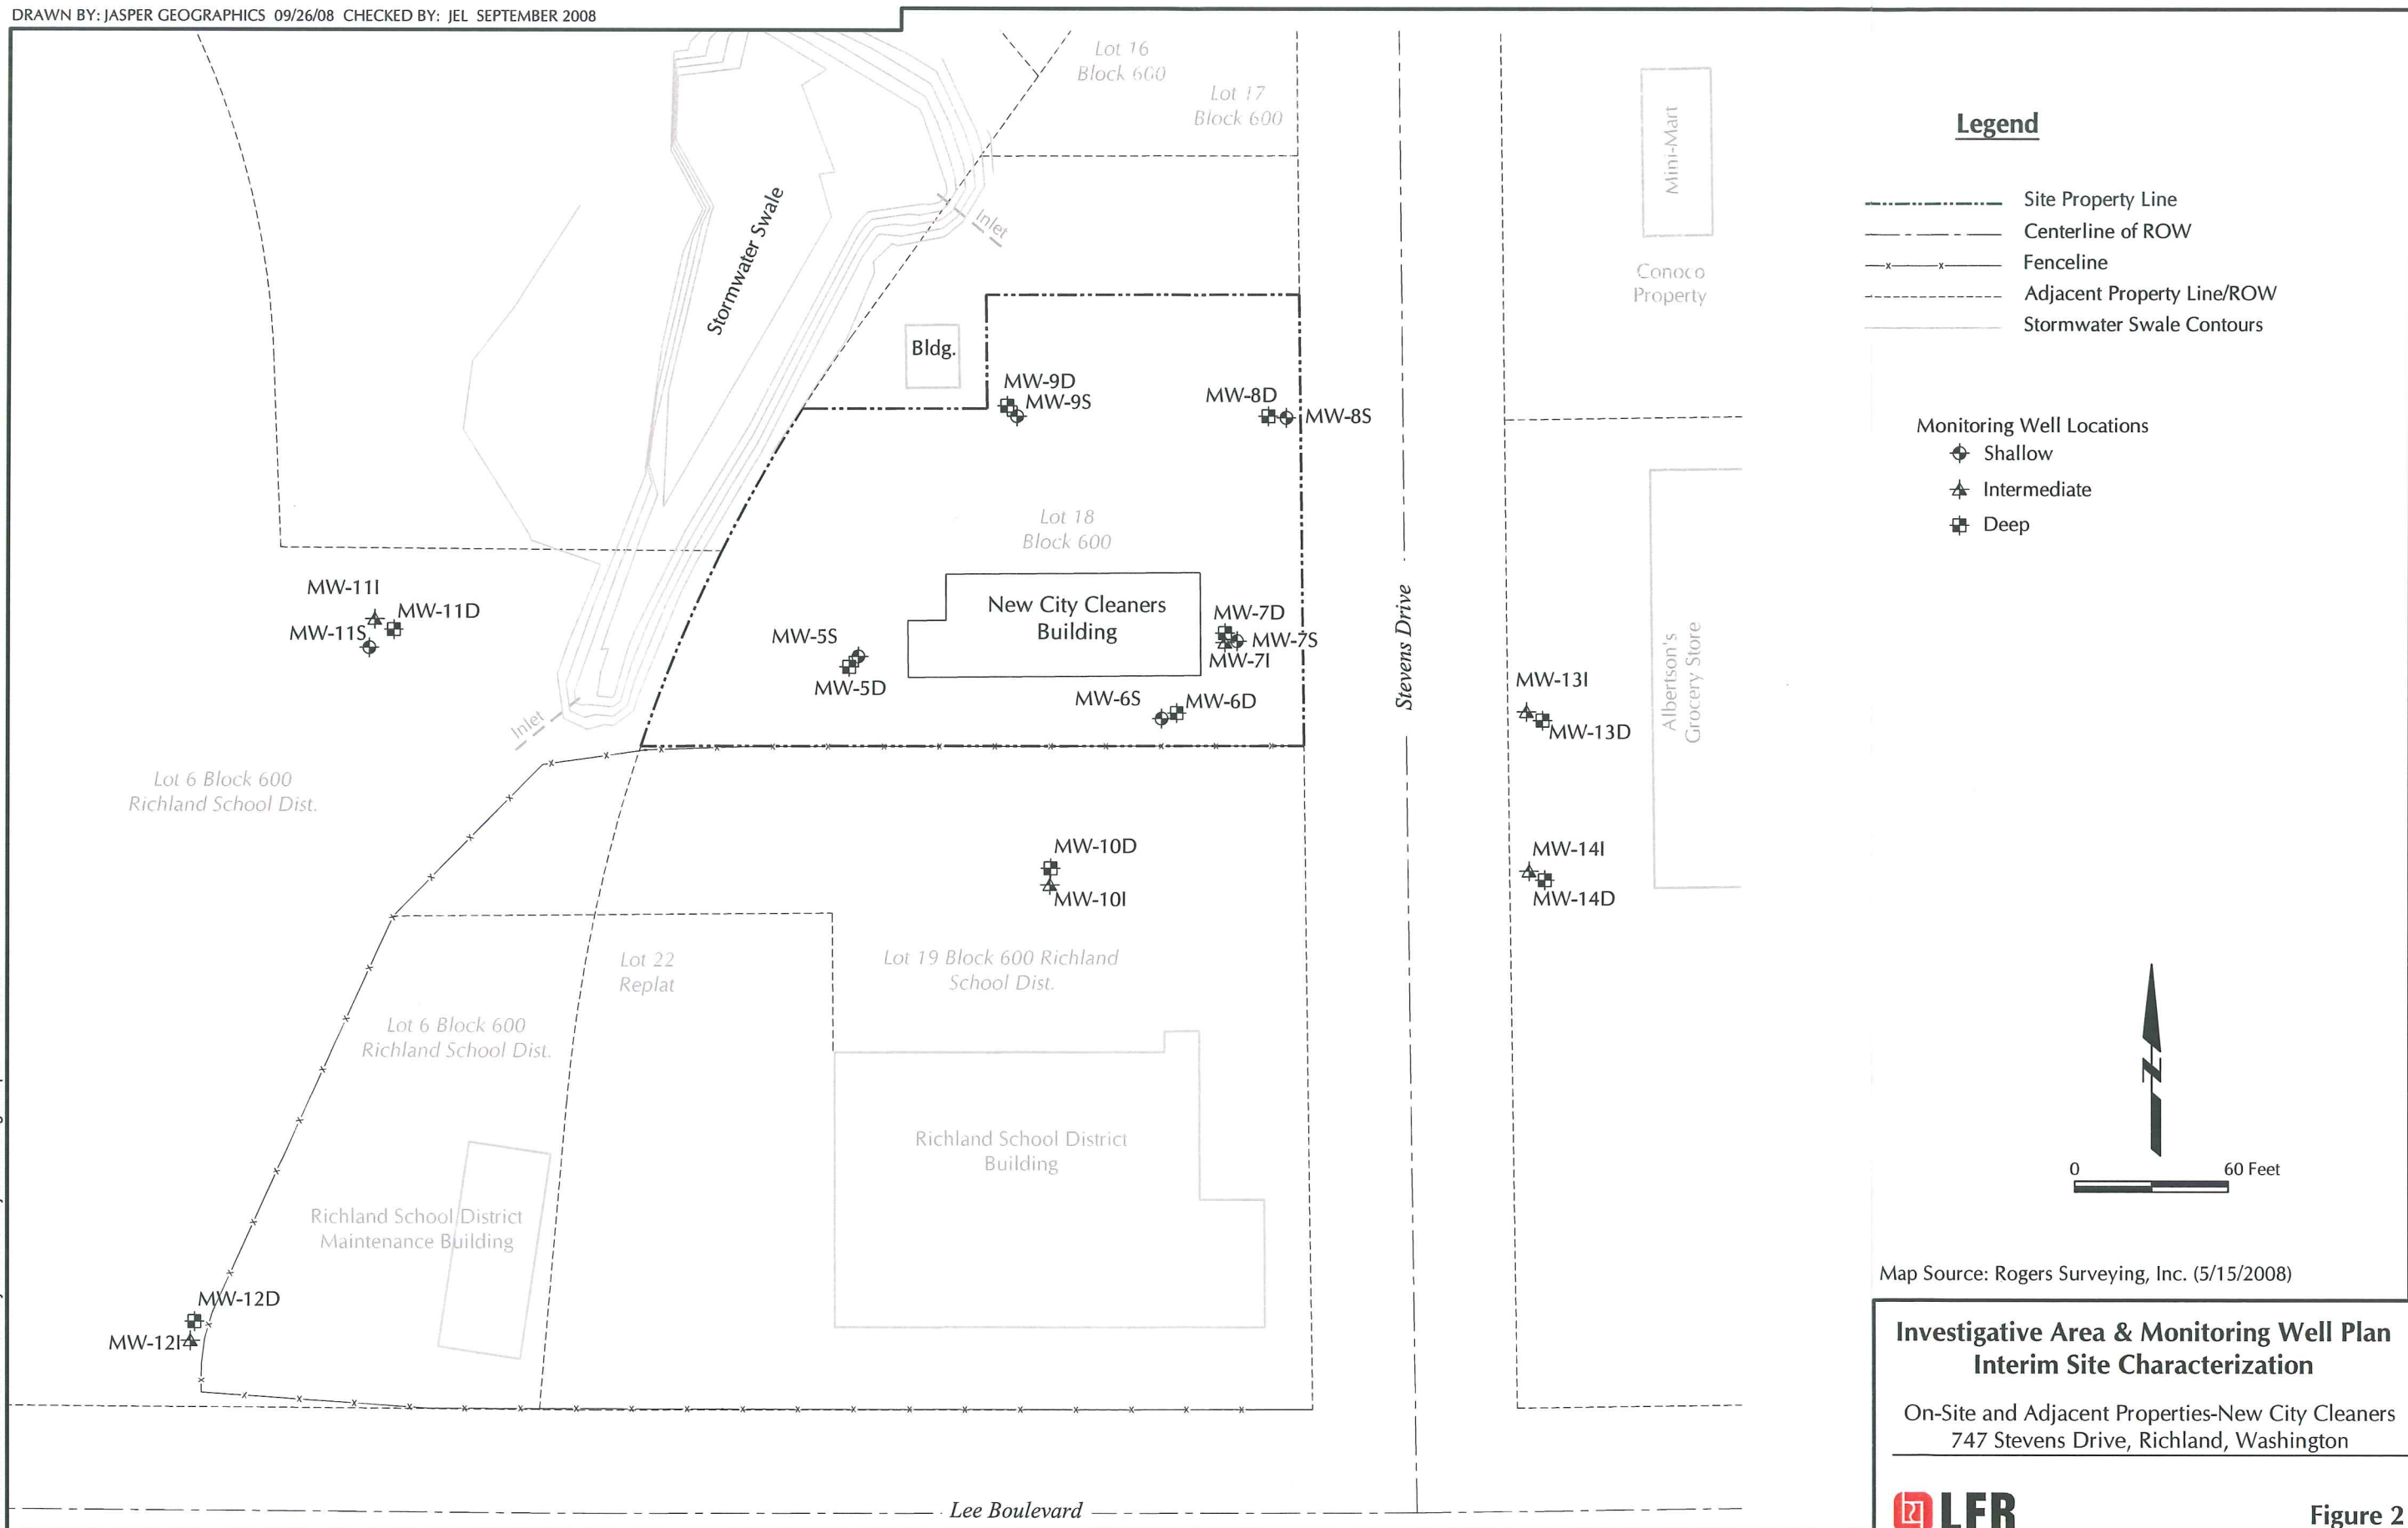 DRAWN BY: JASPER GEOGRAPHICS  09/26/08  CHECKED BY:  JEL  SEPTEMBER 2008
Lot 16
Block 600
Lot 17
Block 600
Mini-Mart
Conoco
Property
Inlet
Stormwater Swale
Bldg.
MW-9D
MW-9S
MW-8D
MW-8S
Lot 18
Block 600
New City Cleaners
Building
MW-11I
MW-11D
MW-11S
MW-5S
MW-5D
MW-7D
MW-7S
MW-7I
MW-6S
MW-6D
Stevens Drive
MW-13I
MW-13D
Albertson's
Grocery Store
Inlet
Lot 6 Block 600
Richland School Dist.
MW-10D
MW-10I
MW-14I
MW-14D
Lot 22
Replat
Lot 19 Block 600 Richland
School Dist.
Lot 6 Block 600
Richland School Dist.
Richland School District
Building
Richland School District
Maintenance Building
MW-12D
MW-12I
Lee Boulevard
Legend
Site Property Line
Centerline of ROW
Fenceline
Adjacent Property Line/ROW
Stormwater Swale Contours
Monitoring Well Locations
Shallow
Intermediate
Deep
N
0 60 Feet
Map Source: Rogers Surveying, Inc. (5/15/2008)
Investigative Area & Monitoring Well Plan
Interim Site Characterization
On-Site and Adjacent Properties-New City Cleaners
747 Stevens Drive, Richland, Washington
LFR
Figure 2